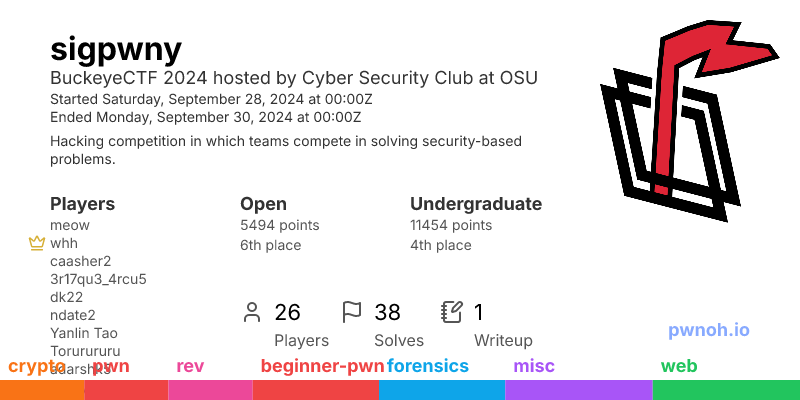 sigpwny
BuckeyeCTF 2024 hosted by Cyber Security Club at OSU
Started Saturday, September 28, 2024 at 00:00Z
Ended Monday, September 30, 2024 at 00:00Z
Hacking competition in which teams compete in solving security-based
problems.
Players
meow
whh
caasher2
3r17qu3_4rcu5
dk22
ndate2
Yanlin Tao
Torurururu
Open
5494 points
6th place
Undergraduate
11454 points
4th place
26
Players
38
Solves
1
Writeup
pwnoh.io
crypto
pwn
rev
beginner-pwn
forensics
misc
web